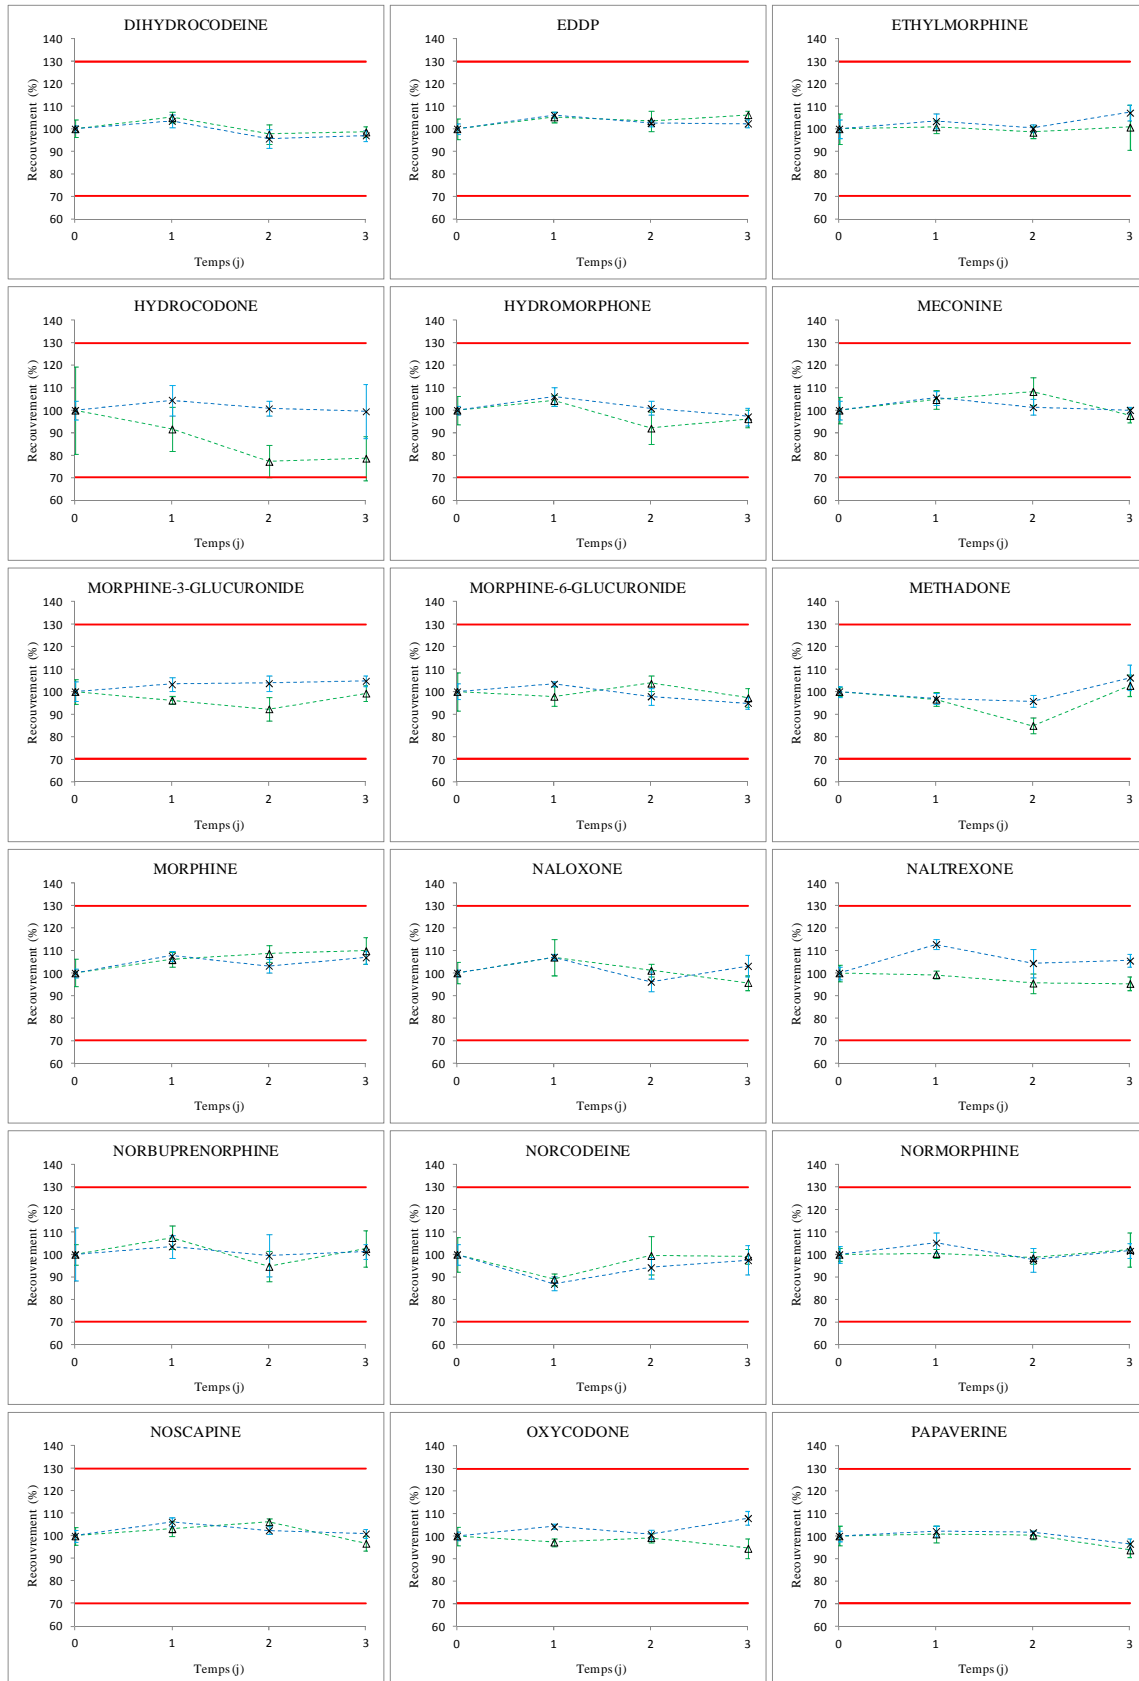 DIHYDROCODEINE
140
130
120
110
100
90
80
70
60
0 1 2 3
Recouvrement (%)
Temps (j)
EDDP
140
130
120
110
100
90
80
70
60
0 1 2 3
Recouvrement (%)
Temps (j)
ETHYLMORPHINE
140
130
120
110
100
90
80
70
60
0 1 2 3
Recouvrement (%)
Temps (j)
HYDROCODONE
140
130
120
110
100
90
80
70
60
0 1 2 3
Recouvrement (%)
Temps (j)
HYDROMORPHONE
140
130
120
110
100
90
80
70
60
0 1 2 3
Recouvrement (%)
Temps (j)
MECONINE
140
130
120
110
100
90
80
70
60
0 1 2 3
Recouvrement (%)
Temps (j)
MORPHINE-3-GLUCURONIDE
140
130
120
110
100
90
80
70
60
0 1 2 3
Recouvrement (%)
Temps (j)
MORPHINE-6-GLUCURONIDE
140
130
120
110
100
90
80
70
60
0 1 2 3
Recouvrement (%)
Temps (j)
METHADONE
140
130
120
110
100
90
80
70
60
0 1 2 3
Recouvrement (%)
Temps (j)
MORPHINE
140
130
120
110
100
90
80
70
60
0 1 2 3
Recouvrement (%)
Temps (j)
NALOXONE
140
130
120
110
100
90
80
70
60
0 1 2 3
Recouvrement (%)
Temps (j)
NALTREXONE
140
130
120
110
100
90
80
70
60
0 1 2 3
Recouvrement (%)
Temps (j)
NORBUPRENORPHINE
140
130
120
110
100
90
80
70
60
0 1 2 3
Recouvrement (%)
Temps (j)
NORCODEINE
140
130
120
110
100
90
80
70
60
0 1 2 3
Recouvrement (%)
Temps (j)
NORMORPHINE
140
130
120
110
100
90
80
70
60
0 1 2 3
Recouvrement (%)
Temps (j)
NOSCAPINE
140
130
120
110
100
90
80
70
60
0 1 2 3
Recouvrement (%)
Temps (j)
OXYCODONE
140
130
120
110
100
90
80
70
60
0 1 2 3
Recouvrement (%)
Temps (j)
PAPAVERINE
140
130
120
110
100
90
80
70
60
0 1 2 3
Recouvrement (%)
Temps (j)